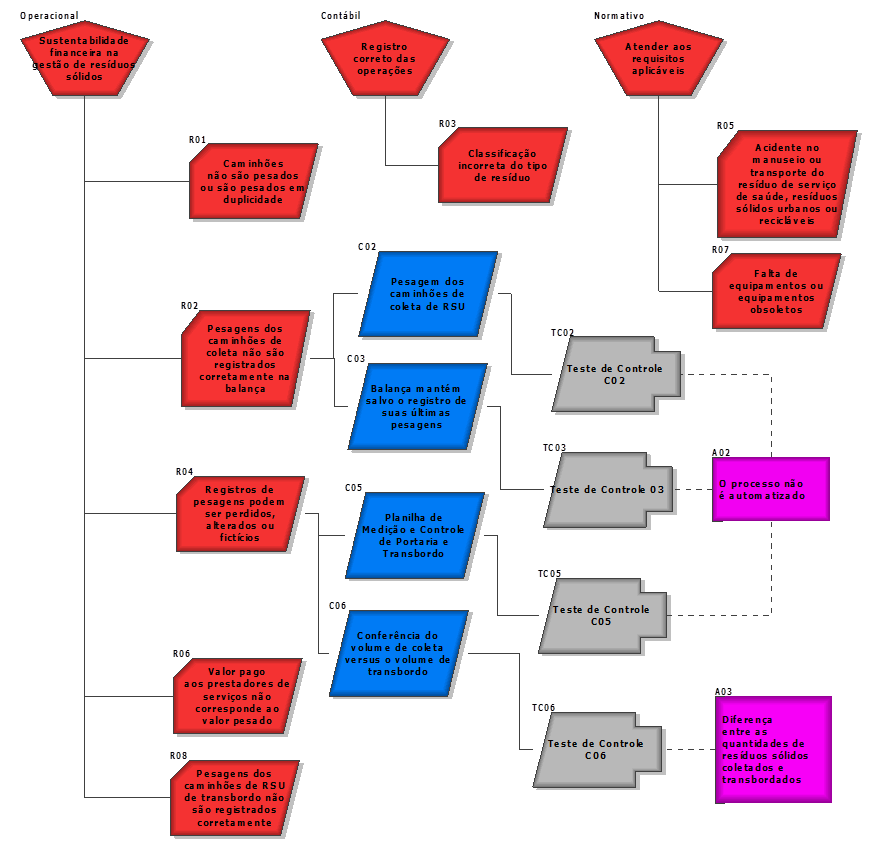 Operacional
Sustentabilidade
financeira na
gestão de resíduos
sólidos
Contábil
Registro
correto das
operações
Normativo
Atender aos
requisitos
aplicáveis
R01
Caminhões
não são pesados
ou são pesados em
duplicidade
R03
Classificação
incorreta do tipo
de resíduo
R05
Acidente no
manuseio ou
transporte do
resíduo de serviço
de saúde, resíduos
sólidos urbanos ou
recicláveis
R07
Falta de
equipamentos ou
equipamentos
obsoletos
R02
Pesagens dos
caminhões de
coleta não são
registrados
corretamente na
balança
C02
Pesagem dos
caminhões de
coleta de RSU
C03
Balança mantém
salvo o registro de
suas últimas
pesagens
TC02
Teste de Controle
C02
TC03
Teste de Controle 03
A02
O processo não
é automatizado
R04
Registros de
pesagens podem
ser perdidos,
alterados ou
fictícios
C05
Planilha de
Medição e Controle
de Portaria e
Transbordo
C06
Conferência do
volume de coleta
versus o volume de
transbordo
TC05
Teste de Controle
C05
R06
Valor pago
aos prestadores de
serviços não
corresponde ao
valor pesado
TC06
Teste de Controle
C06
A03
Diferença
entre as
quantidades de
resíduos sólidos
coletados e
transbordados
R08
Pesagens dos
caminhões de RSU
de transbordo não
são registrados
corretamente